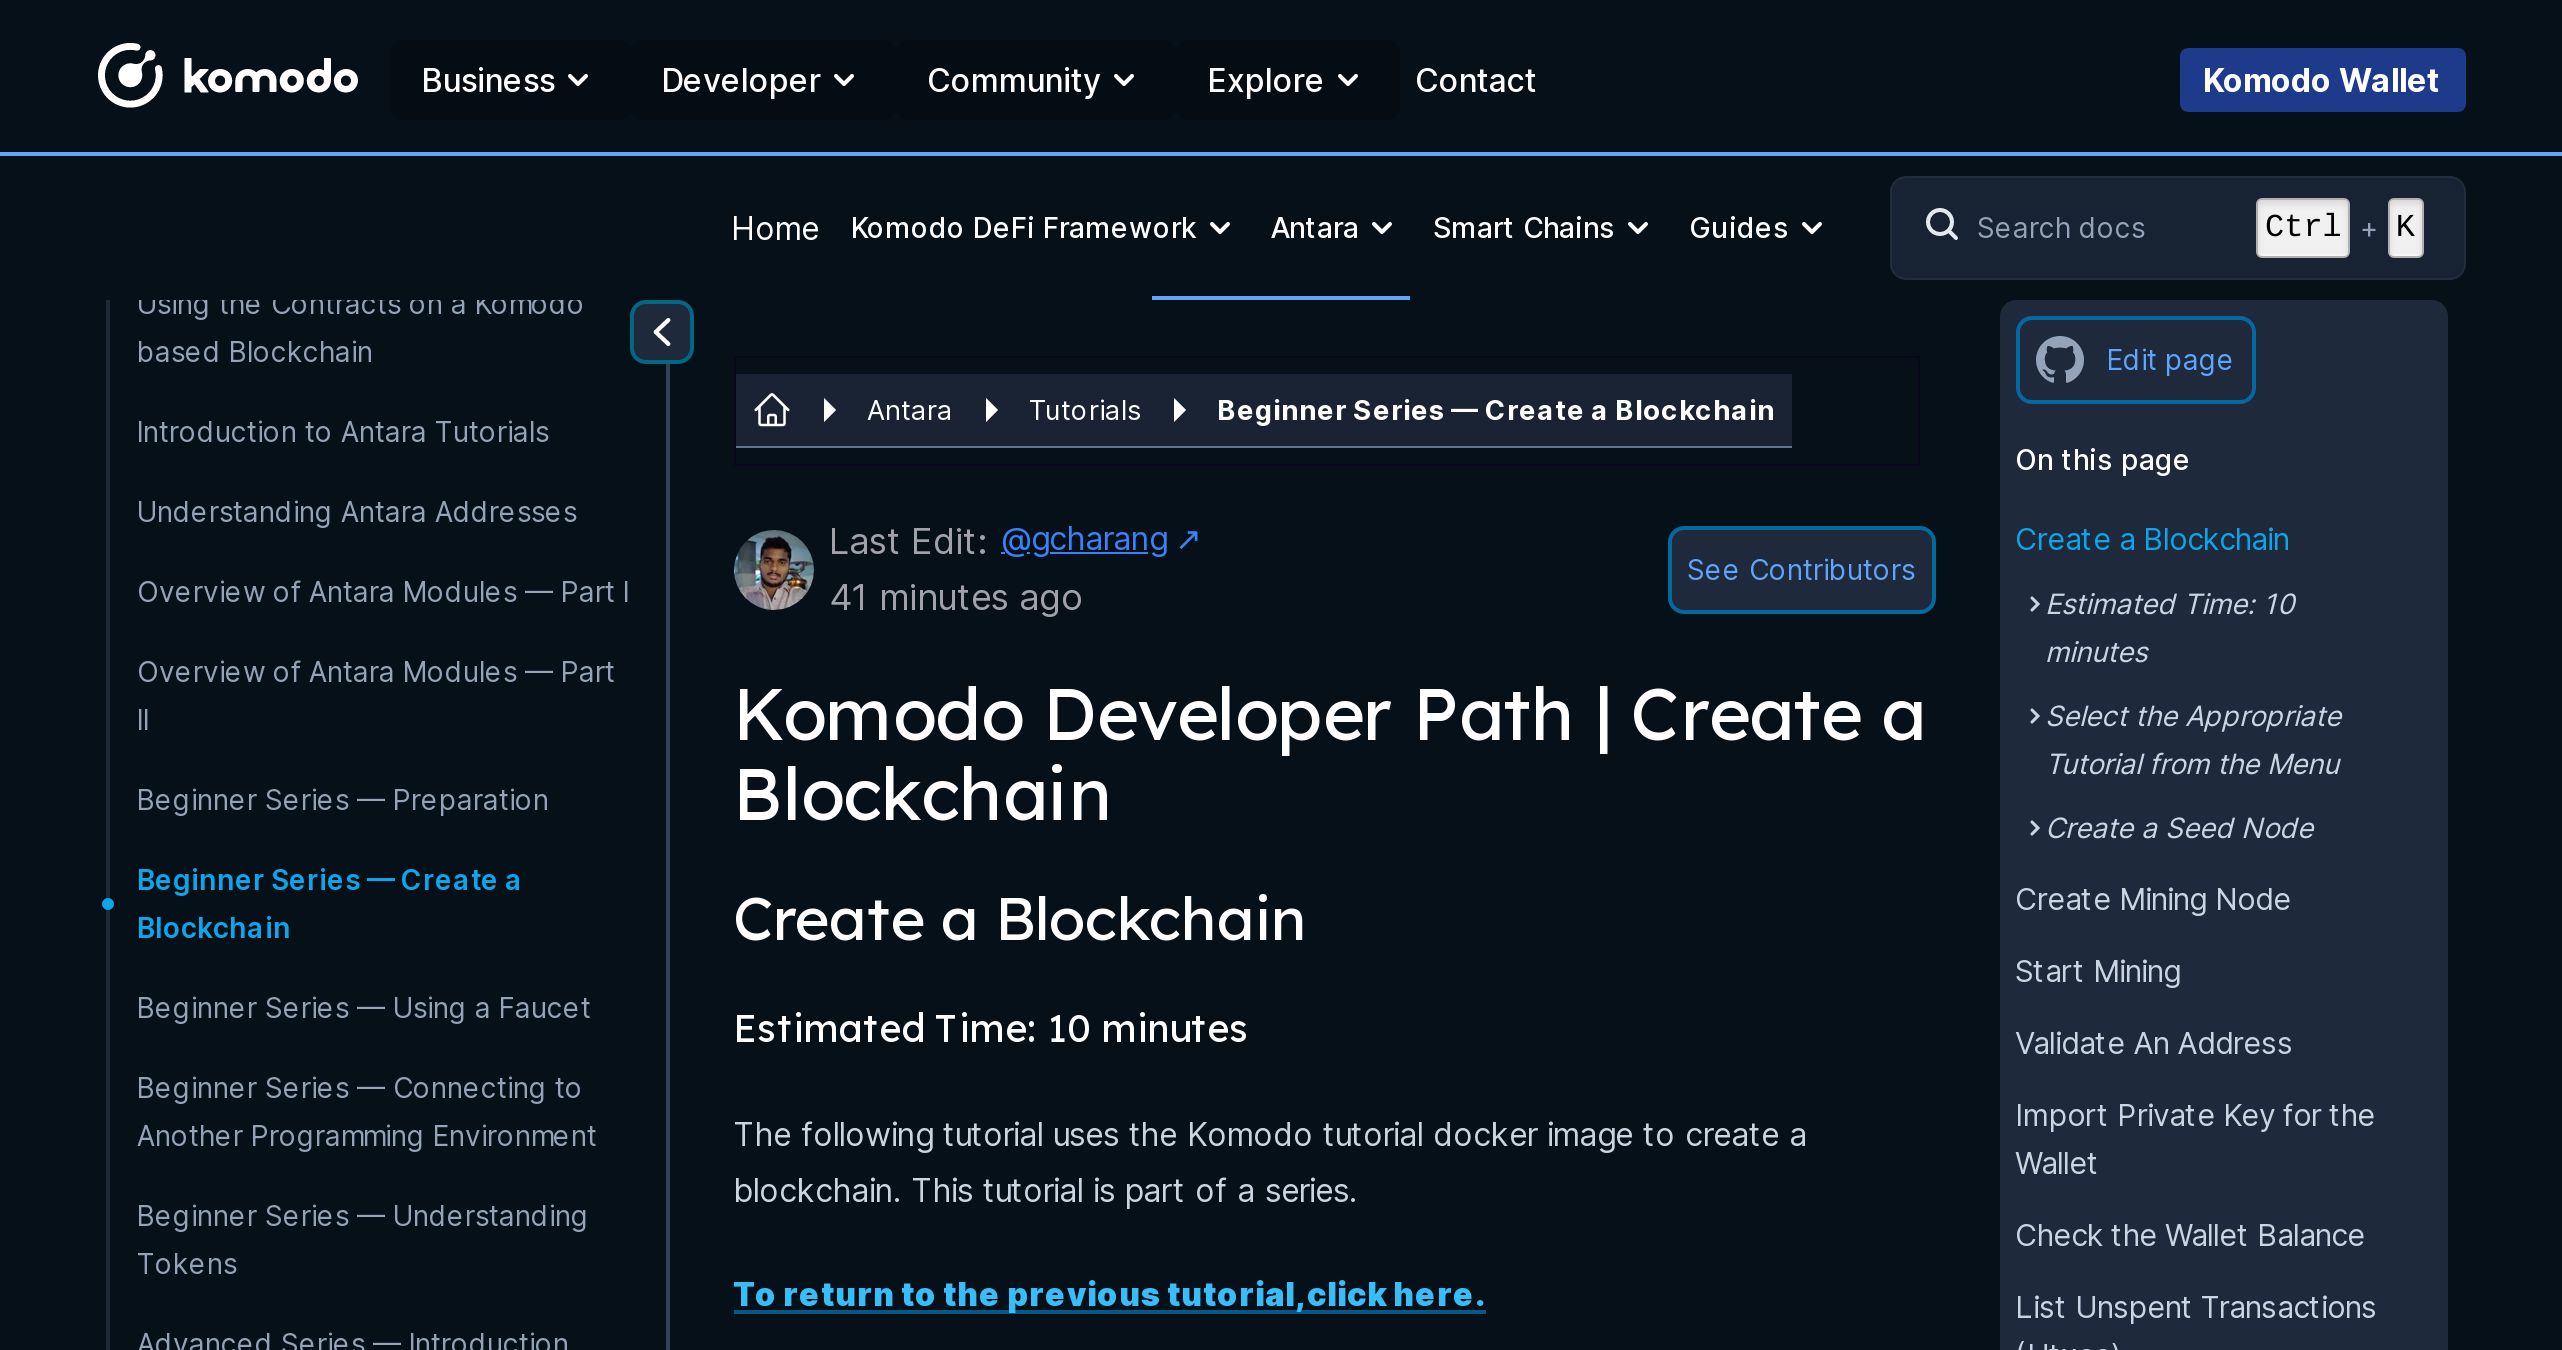 komodo
Business
Developer
Community
Explore
Contact
Komodo Wallet
Home
Komodo DeFi Framework
Antara
Smart Chains
Guides
Search docs
Ctrl + K
Using the Contracts on a Komodo
based Blockchain
Introduction to Antara Tutorials
Understanding Antara Addresses
Overview of Antara Modules — Part I
Overview of Antara Modules — Part
II
Beginner Series — Preparation
Beginner Series — Create a
Blockchain
Beginner Series — Using a Faucet
Beginner Series — Connecting to
Another Programming Environment
Beginner Series — Understanding
Tokens
Advanced Series — Introduction
Antara
Tutorials
Beginner Series — Create a Blockchain
Last Edit: @gcharang ↗
41 minutes ago
See Contributors
Komodo Developer Path | Create a
Blockchain
Create a Blockchain
Estimated Time: 10 minutes
The following tutorial uses the Komodo tutorial docker image to create a
blockchain. This tutorial is part of a series.
To return to the previous tutorial,click here.
Edit page
On this page
Create a Blockchain
Estimated Time: 10
minutes
Select the Appropriate
Tutorial from the Menu
Create a Seed Node
Create Mining Node
Start Mining
Validate An Address
Import Private Key for the
Wallet
Check the Wallet Balance
List Unspent Transactions